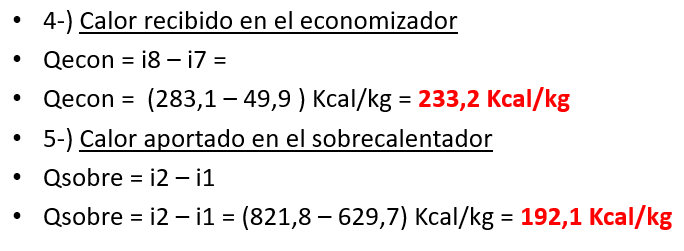 • 4-) Calor recibido en el economizador
• Qecon = i8 – i7 =
• Qecon =  (283,1 – 49,9 ) Kcal/kg = 233,2 Kcal/kg
• 5-) Calor aportado en el sobrecalentador
• Qsobre = i2 – i1
• Qsobre = i2 – i1 = (821,8 – 629,7) Kcal/kg = 192,1 Kcal/kg